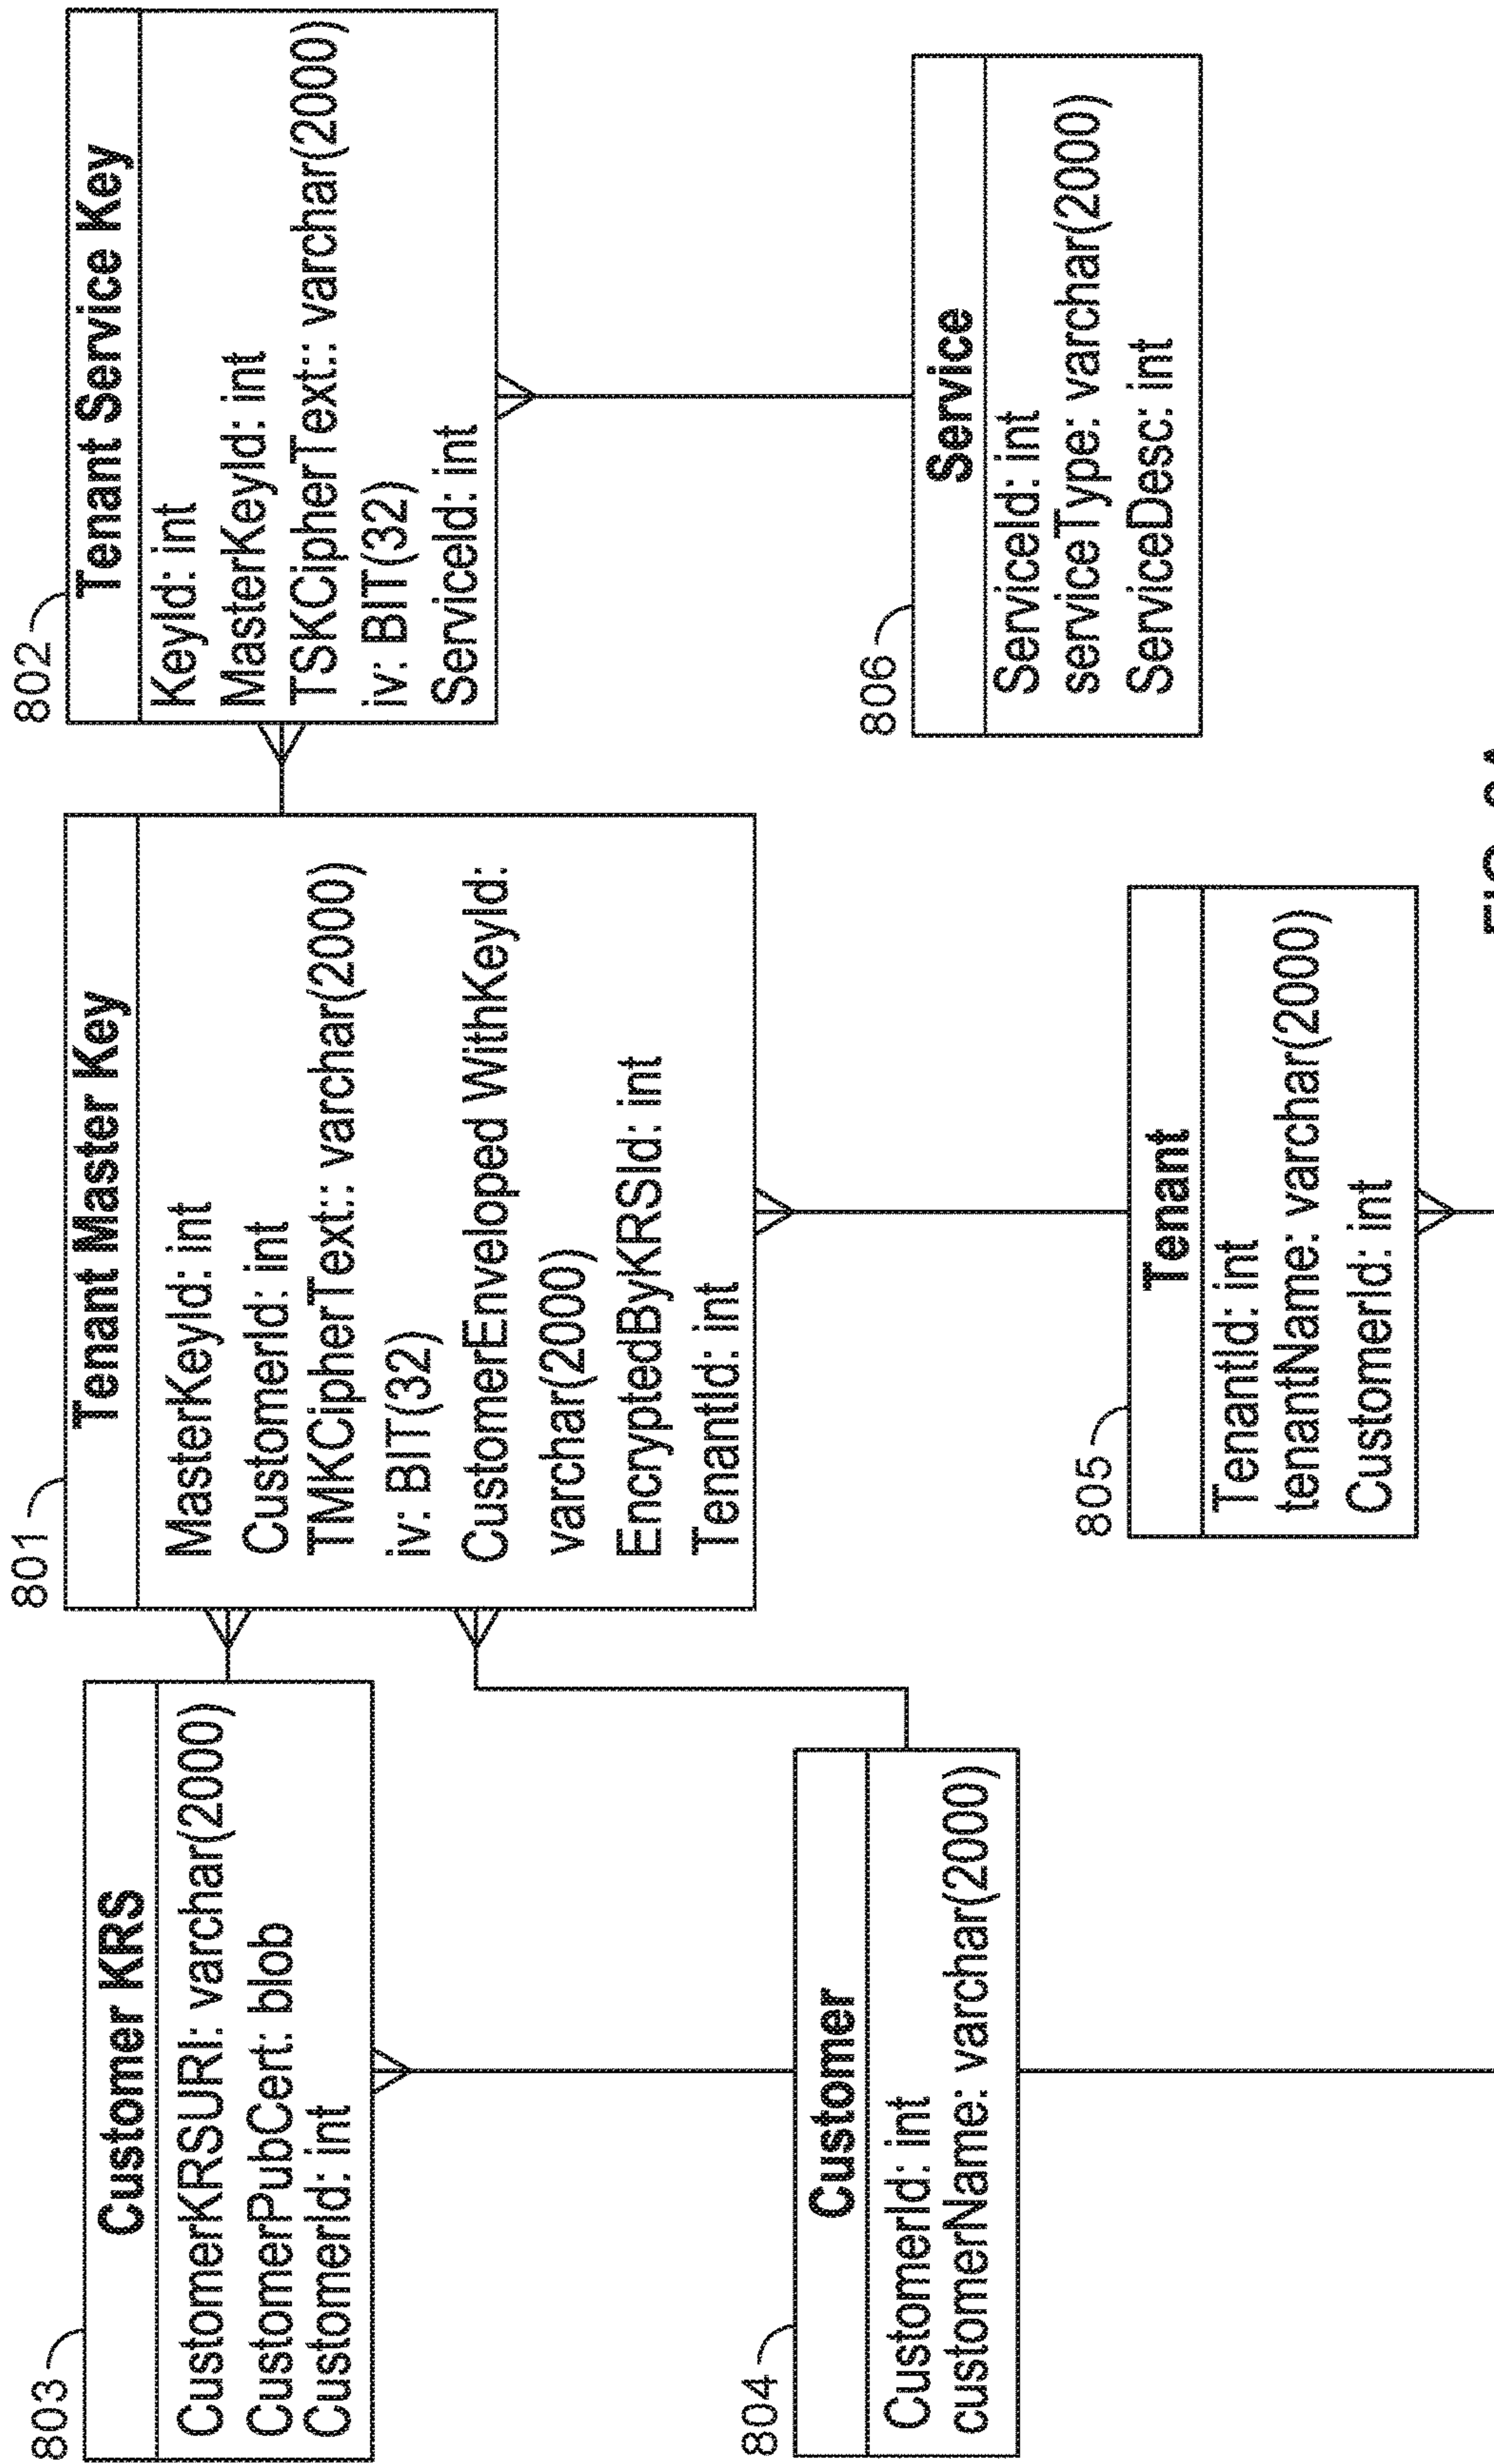 803
Customer KRS
CustomerKRSURI: varchar(2000)
CustomerPubCert: blob
CustomerId: int
801
Tenant Master Key
MasterKeyId: int
CustomerId: int
TMKCipherText:: varchar(2000)
iv: BIT(32)
CustomerEnveloped WithKeyId:
varchar(2000)
EncryptedByKRSId: int
TenantId: int
802
Tenant Service Key
KeyId: int
MasterKeyId: int
TSKCipherText:: varchar(2000)
iv: BIT(32)
ServiceId: int
804
Customer
CustomerId: int
customerName: varchar(2000)
805
Tenant
TenantId: int
tenantName: varchar(2000)
CustomerId: int
806
Service
ServiceId: int
serviceType: varchar(2000)
ServiceDesc: int